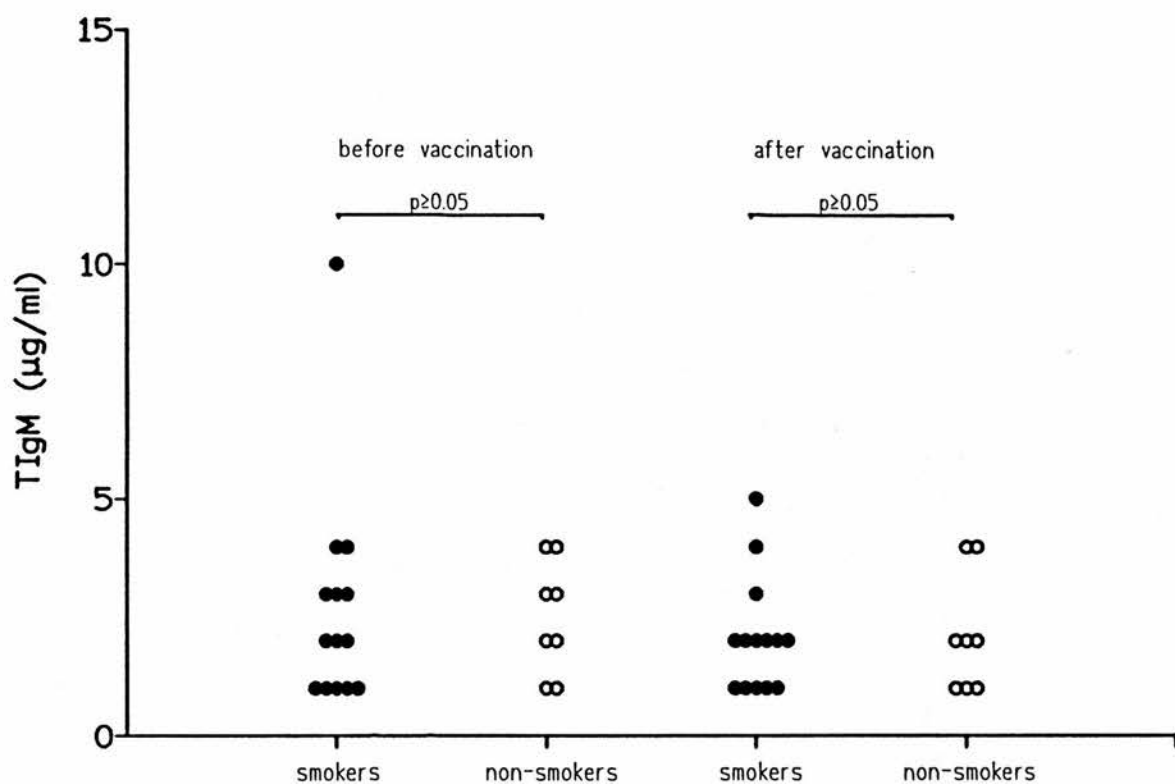 15
before vaccination after vaccination
p≥0.05 p≥0.05
10
TIgM (µg/ml)
5
0
smokers non-smokers smokers non-smokers